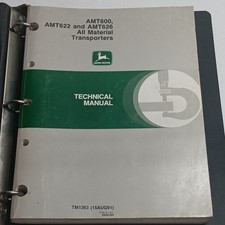 AMT600,
AMT622 and AMT626
All Material
Transporters
JOHN DEERE
TECHNICAL
MANUAL
TM1363 (15AUG91)